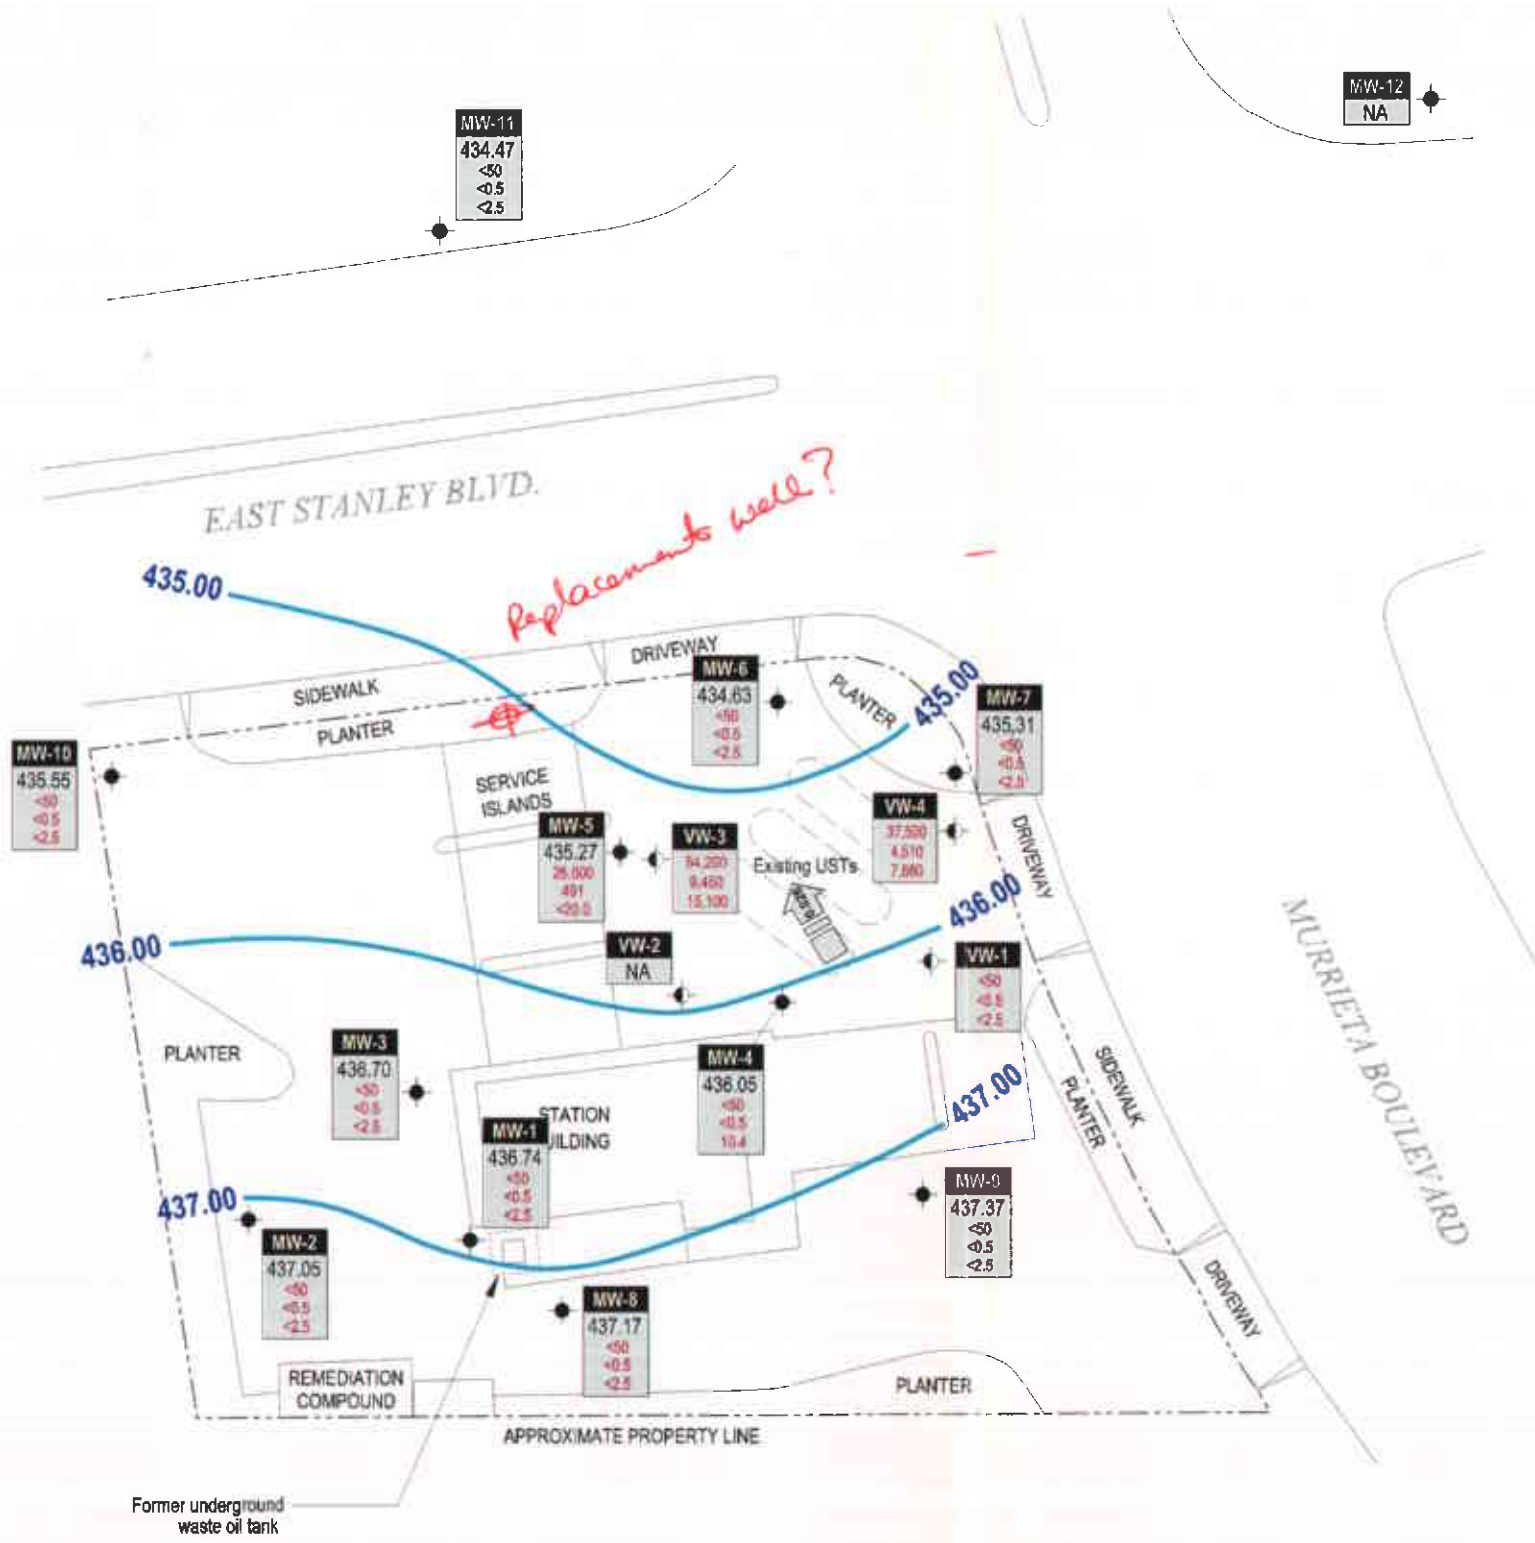 MW-12
NA
MW-11
434.47
<50
<0.5
<2.5
EAST STANLEY BLVD.
Replacements well?
435.00
DRIVEWAY
SIDEWALK
PLANTER
MW-6
434.63
<50
<0.5
<2.5
PLANTER
435.00
MW-7
435.31
<50
<0.5
<2.5
MW-10
435.55
<50
<0.5
<2.5
SERVICE
ISLANDS
MW-5
435.27
26,000
491
<20.0
VW-3
9,450
15,100
Existing USTs
VW-4
37,500
4,510
DRIVEWAY
436.00
436.00
VW-2
NA
VW-1
<50
<0.5
<2.5
MURRIETA BOULEVARD
PLANTER
MW-3
436.70
<50
<0.5
<2.5
MW-4
436.05
<50
<0.5
10.4
437.00
SIDEWALK
PLANTER
STATION
UILDING
MW-1
436.74
<50
<0.5
<2.5
437.00
MW-2
437.05
<50
<0.5
<2.5
MW-9
437.37
<50
<0.5
<2.5
MW-8
437.17
<50
<0.5
<2.5
DRIVEWAY
REMEDIATION
COMPOUND
PLANTER
APPROXIMATE PROPERTY LINE
Former underground
waste oil tank